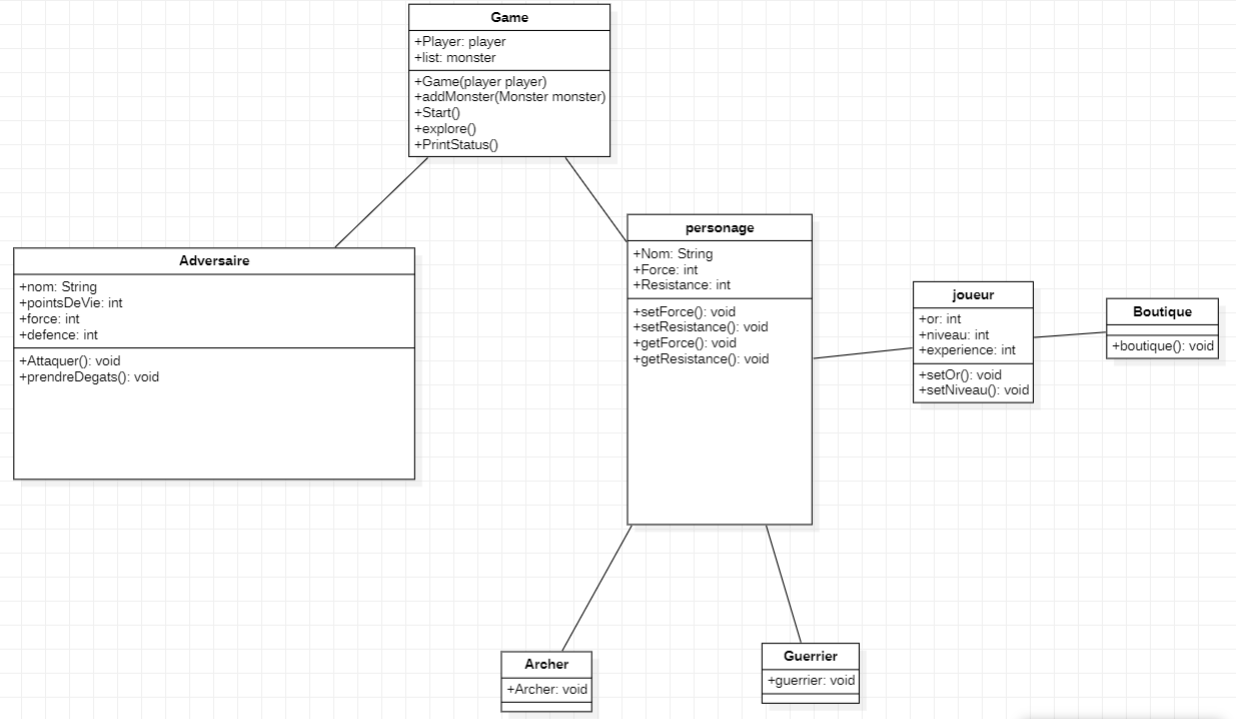 Game
+Player: player
+list: monster
+Game(player player)
+addMonster(Monster monster)
+Start()
+explore()
+PrintStatus()
Adversaire
+nom: String
+pointsDeVie: int
+force: int
+defence: int
+Attaquer(): void
+prendreDegats(): void
personage
+Nom: String
+Force: int
+Resistance: int
+setForce(): void
+setResistance(): void
+getForce(): void
+getResistance(): void
joueur
+or: int
+niveau: int
+experience: int
+setOr(): void
+setNiveau(): void
Boutique
+boutique(): void
Archer
+Archer: void
Guerrier
+guerrier: void